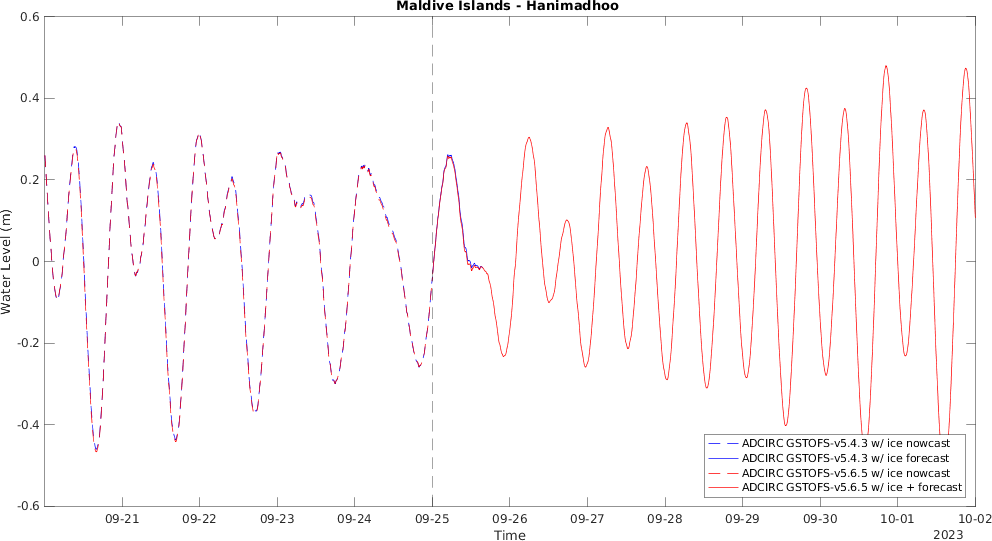 Maldive Islands - Hanimadhoo
0.6
0.4
0.2
0
-0.2
-0.4
-0.6
Water Level (m)
ADCIRC GSTOFS-v5.4.3 w/ ice nowcast
ADCIRC GSTOFS-v5.4.3 w/ ice forecast
ADCIRC GSTOFS-v5.6.5 w/ ice nowcast
ADCIRC GSTOFS-v5.6.5 w/ ice + forecast
09-21 09-22 09-23 09-24 09-25 09-26 09-27 09-28 09-29 09-30 10-01 10-02
Time
2023